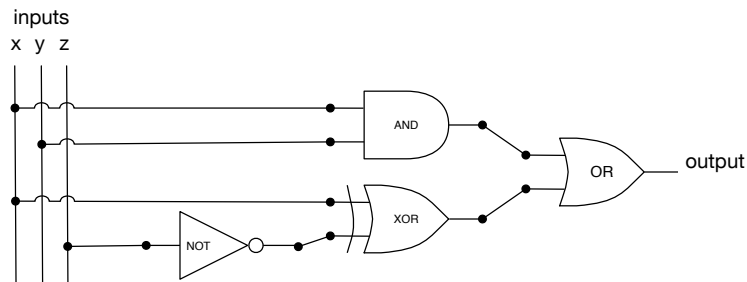 inputs
x y z
AND
OR
output
XOR
NOT